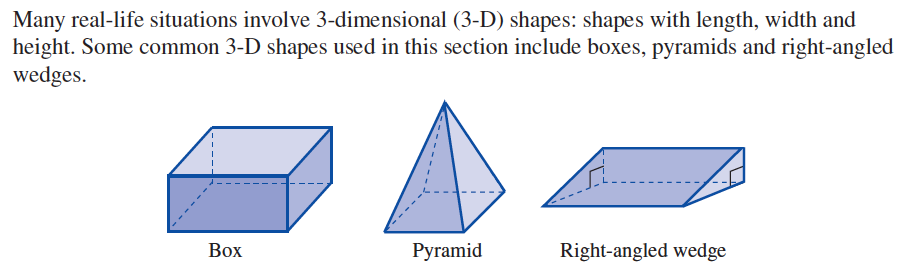 Many real-life situations involve 3-dimensional (3-D) shapes: shapes with length, width and
height. Some common 3-D shapes used in this section include boxes, pyramids and right-angled
wedges.
Box
Pyramid
Right-angled wedge